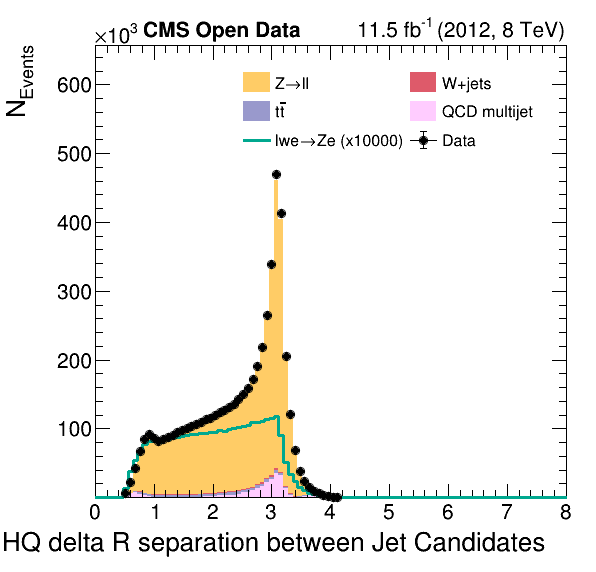 ×10³ CMS Open Data 11.5 fb⁻¹ (2012, 8 TeV)
N_Events
600
500
400
300
200
100
Z→ll W+jets
tt̄ QCD multijet
lwe→Ze (x10000) Data
0 1 2 3 4 5 6 7 8
HQ delta R separation between Jet Candidates